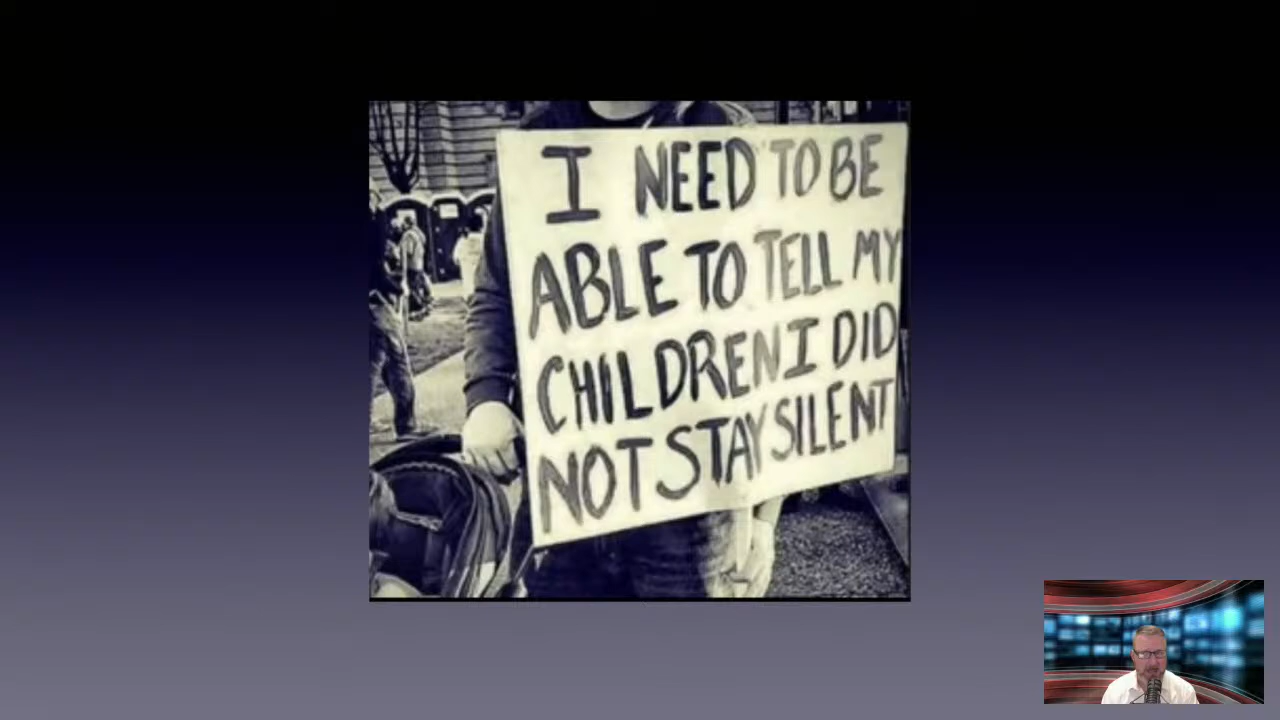 I NEED TO BE
ABLE TO TELL MY
CHILDREN I DID
NOT STAY SILENT